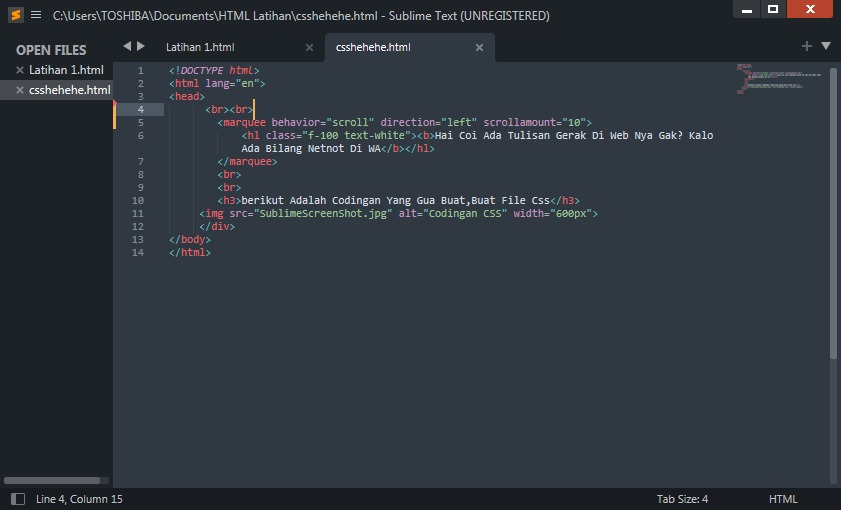 C:\Users\TOSHIBA\Documents\HTML Latihan\csshehehe.html - Sublime Text (UNREGISTERED)
OPEN FILES
Latihan 1.html
csshehehe.html
Latihan 1.html
csshehehe.html
1 <!DOCTYPE html>
2 <html lang="en">
3 <head>
4 <br><br>
5 <marquee behavior="scroll" direction="left" scrollamount="10">
6 <hl class="f-100 text-white"><b>Hai Coi Ada Tulisan Gerak Di Web Nya Gak? Kalo
Ada Bilang Netnot Di WA</b></hl>
7 </marquee>
8 <br>
9 <br>
10 <h3>berikut Adalah Codingan Yang Gua Buat,Buat File Css</h3>
11 <img src="SublimeScreenShot.jpg" alt="Codingan CSS" width="600px">
12 </div>
13 </body>
14 </html>
Line 4, Column 15
Tab Size: 4
HTML